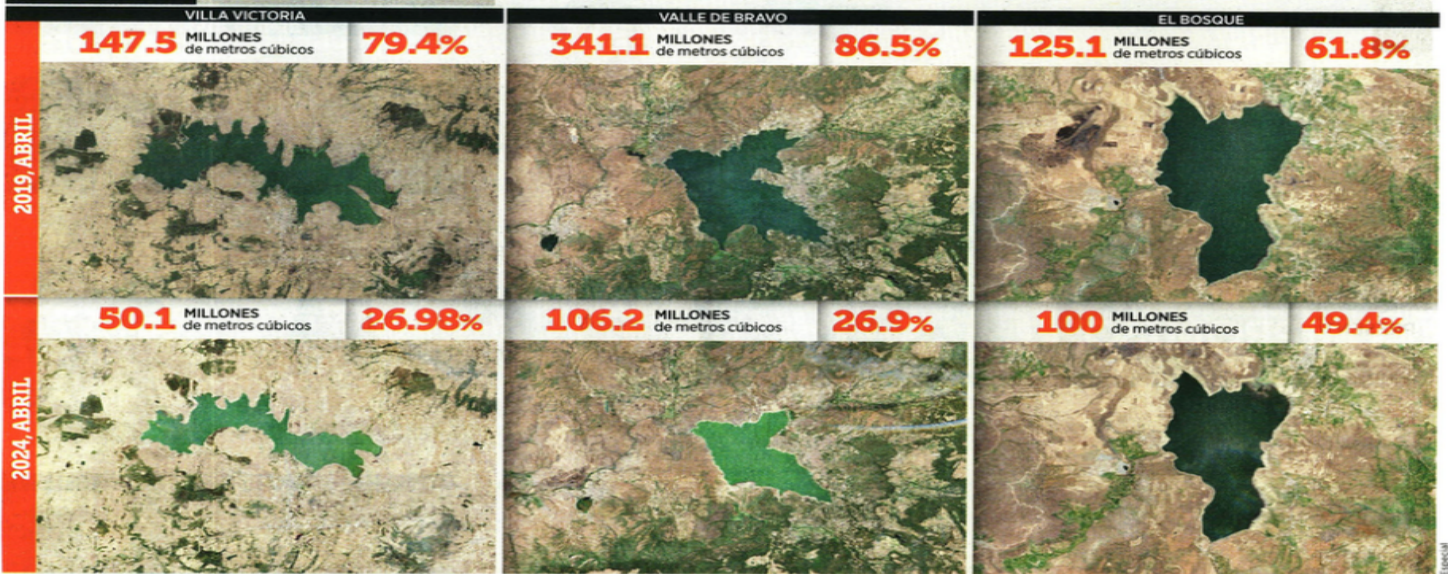 VILLA VICTORIA
147.5 MILLONES
de metros cúbicos
79.4%
VALLE DE BRAVO
341.1 MILLONES
de metros cúbicos
86.5%
EL BOSQUE
125.1 MILLONES
de metros cúbicos
61.8%
2019, ABRIL
50.1 MILLONES
de metros cúbicos
26.98%
106.2 MILLONES
de metros cúbicos
26.9%
100 MILLONES
de metros cúbicos
49.4%
2024, ABRIL
Especial